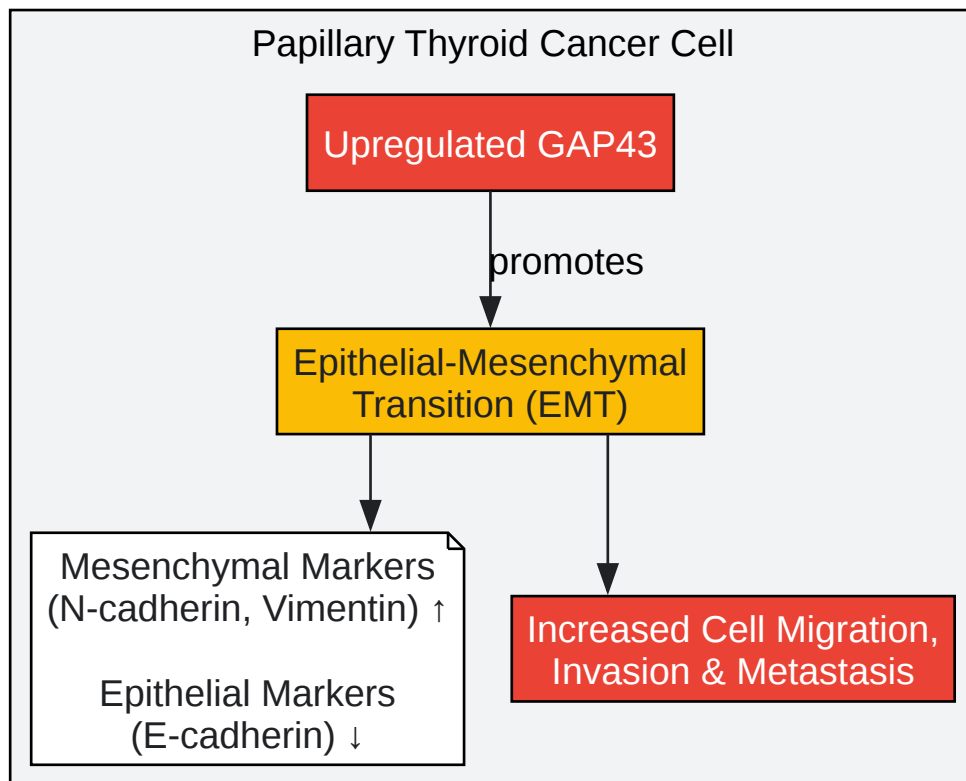 Papillary Thyroid Cancer Cell
Upregulated GAP43
promotes
Epithelial-Mesenchymal
Transition (EMT)
Mesenchymal Markers
(N-cadherin, Vimentin) ↑
Epithelial Markers
(E-cadherin) ↓
Increased Cell Migration,
Invasion & Metastasis